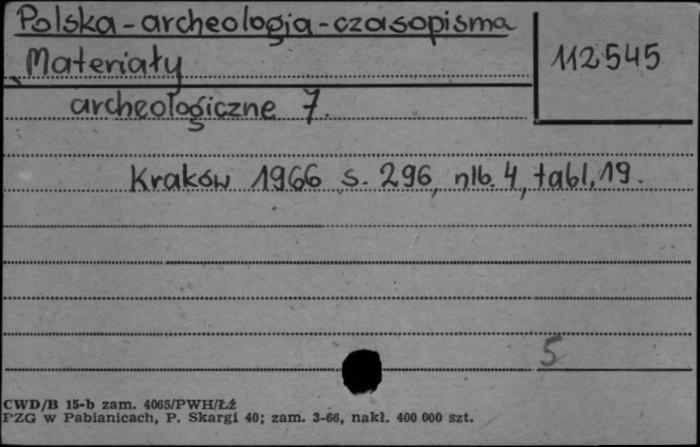 Polska-archeologia-czasopisma
Materiały
112545
archeologiczne 7.
Kraków 1966 s. 296, nlb. 4, tabl. 19.
5
CWD/B 15-b zam. 4065/PWH/ŁŻ
PZG w Pabianicach, P. Skargi 40; zam. 3-66, nakł. 400 000 szt.